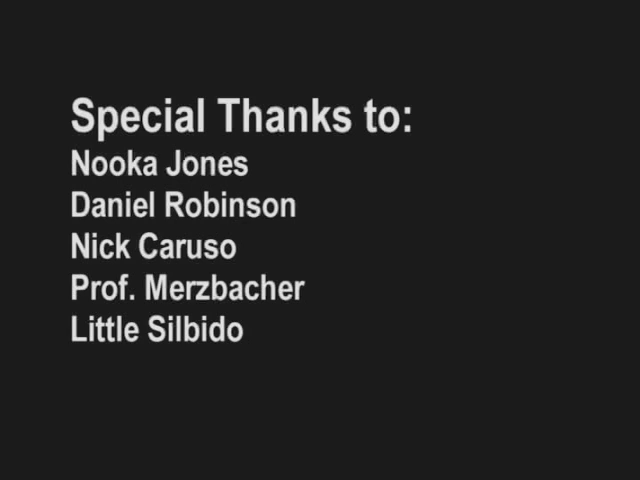 Special Thanks to:
Nooka Jones
Daniel Robinson
Nick Caruso
Prof. Merzbacher
Little Silbido